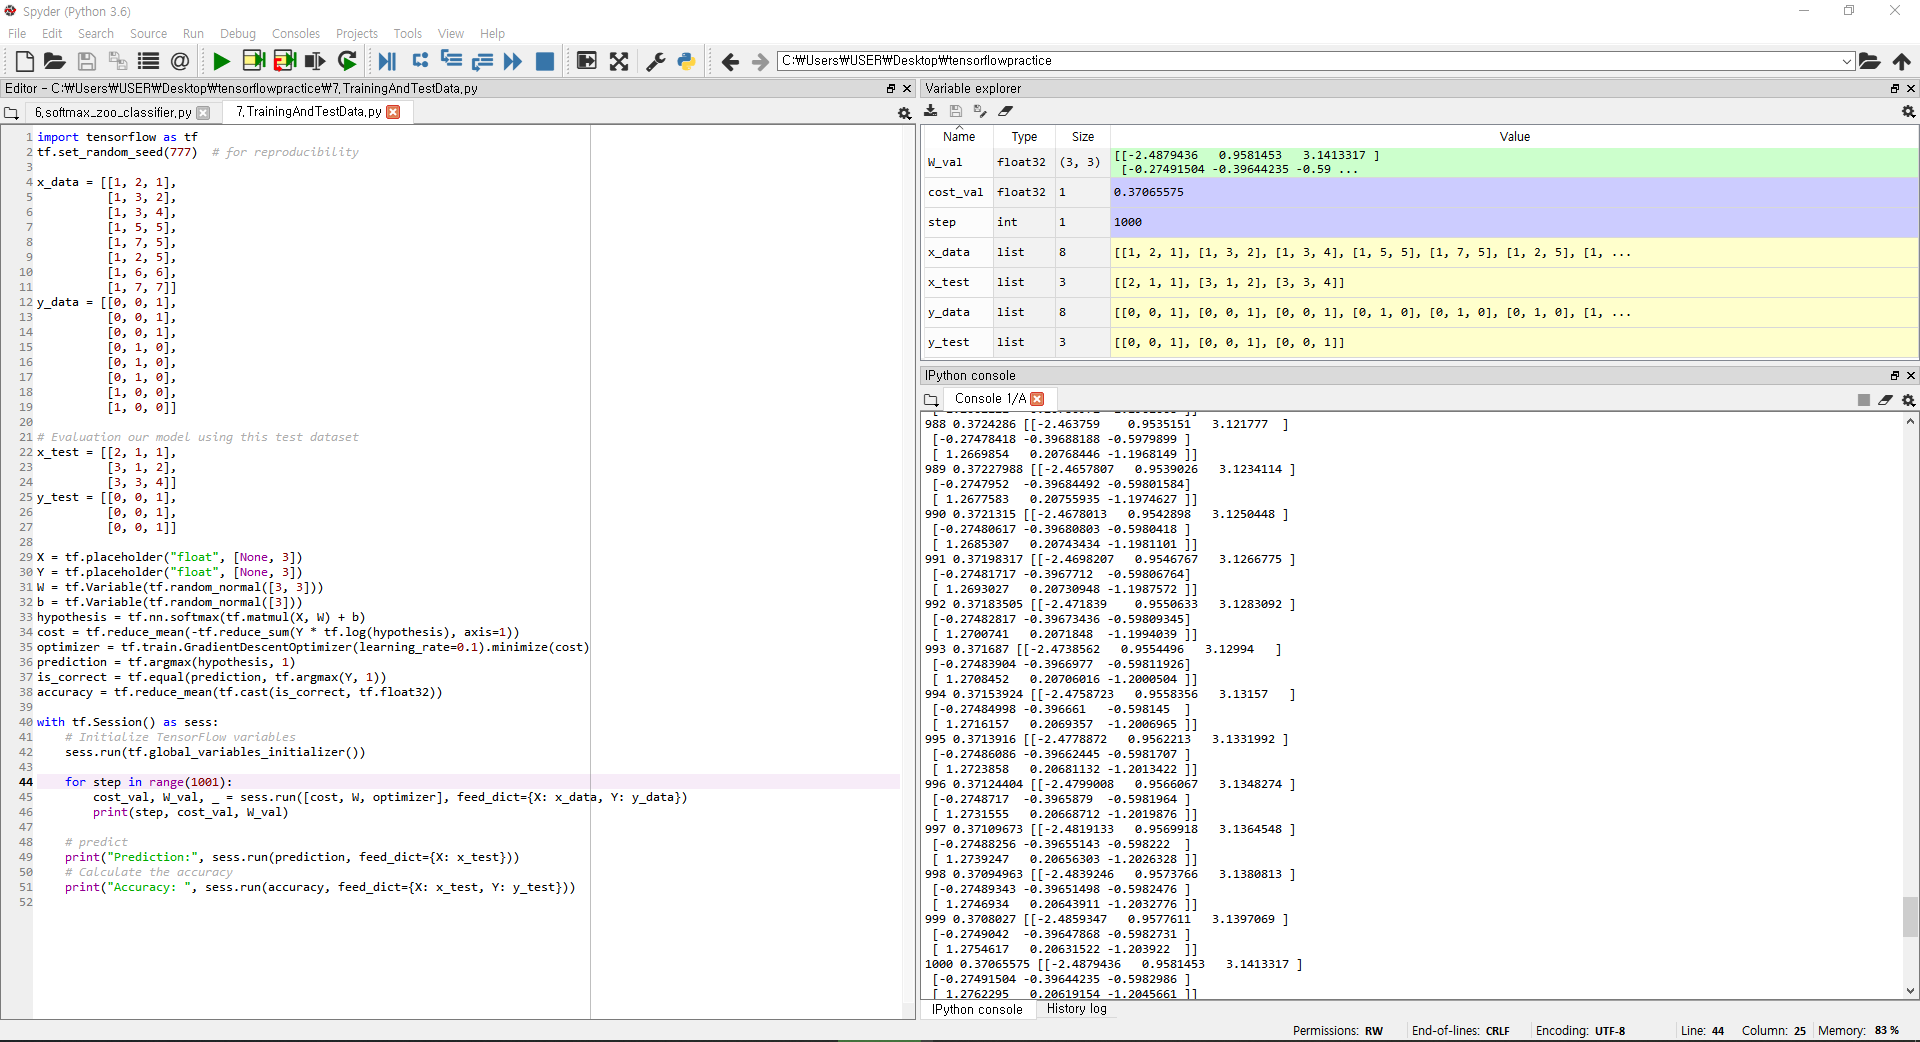 Spyder (Python 3.6)
File Edit Search Source Run Debug Consoles Projects Tools View Help
C:₩Users₩USER₩Desktop₩tensorflowpractice
Editor - C:₩Users₩USER₩Desktop₩tensorflowpractice₩7.TrainingAndTestData.py
6.softmax_zoo_classifier.py 7.TrainingAndTestData.py
1 import tensorflow as tf
2 tf.set_random_seed(777)  # for reproducibility
3
4 x_data = [[1, 2, 1],
5           [1, 3, 2],
6           [1, 3, 4],
7           [1, 5, 5],
8           [1, 7, 5],
9           [1, 2, 5],
10           [1, 6, 6],
11           [1, 7, 7]]
12 y_data = [[0, 0, 1],
13           [0, 0, 1],
14           [0, 0, 1],
15           [0, 1, 0],
16           [0, 1, 0],
17           [0, 1, 0],
18           [1, 0, 0],
19           [1, 0, 0]]
20
21 # Evaluation our model using this test dataset
22 x_test = [[2, 1, 1],
23           [3, 1, 2],
24           [3, 3, 4]]
25 y_test = [[0, 0, 1],
26           [0, 0, 1],
27           [0, 0, 1]]
28
29 X = tf.placeholder("float", [None, 3])
30 Y = tf.placeholder("float", [None, 3])
31 W = tf.Variable(tf.random_normal([3, 3]))
32 b = tf.Variable(tf.random_normal([3]))
33 hypothesis = tf.nn.softmax(tf.matmul(X, W) + b)
34 cost = tf.reduce_mean(-tf.reduce_sum(Y * tf.log(hypothesis), axis=1))
35 optimizer = tf.train.GradientDescentOptimizer(learning_rate=0.1).minimize(cost)
36 prediction = tf.argmax(hypothesis, 1)
37 is_correct = tf.equal(prediction, tf.argmax(Y, 1))
38 accuracy = tf.reduce_mean(tf.cast(is_correct, tf.float32))
39
40 with tf.Session() as sess:
41     # Initialize TensorFlow variables
42     sess.run(tf.global_variables_initializer())
43
44     for step in range(1001):
45         cost_val, W_val, _ = sess.run([cost, W, optimizer], feed_dict={X: x_data, Y: y_data})
46         print(step, cost_val, W_val)
47
48     # predict
49     print("Prediction:", sess.run(prediction, feed_dict={X: x_test}))
50     # Calculate the accuracy
51     print("Accuracy: ", sess.run(accuracy, feed_dict={X: x_test, Y: y_test}))
52
Variable explorer
Name Type Size Value
W_val float32 (3, 3) [[-2.4879436   0.9581453   3.1413317 ]
[-0.27491504 -0.39644235 -0.59 ...
cost_val float32 1 0.37065575
step int 1 1000
x_data list 8 [[1, 2, 1], [1, 3, 2], [1, 3, 4], [1, 5, 5], [1, 7, 5], [1, 2, 5], [1, ...
x_test list 3 [[2, 1, 1], [3, 1, 2], [3, 3, 4]]
y_data list 8 [[0, 0, 1], [0, 0, 1], [0, 0, 1], [0, 1, 0], [0, 1, 0], [0, 1, 0], [1, ...
y_test list 3 [[0, 0, 1], [0, 0, 1], [0, 0, 1]]
IPython console
Console 1/A
988 0.3724286 [[-2.463759    0.9535151   3.121777  ]
[-0.27478418 -0.39688188 -0.5979899 ]
[ 1.2669854   0.20768446 -1.1968149 ]]
989 0.37227988 [[-2.4657807   0.9539026   3.1234114 ]
[-0.2747952  -0.39684492 -0.59801584]
[ 1.2677583   0.20755935 -1.1974627 ]]
990 0.3721315 [[-2.4678013   0.9542898   3.1250448 ]
[-0.27480617 -0.39680803 -0.5980418 ]
[ 1.2685307   0.20743434 -1.1981101 ]]
991 0.37198317 [[-2.4698207   0.9546767   3.1266775 ]
[-0.27481717 -0.3967712  -0.59806764]
[ 1.2693027   0.20730948 -1.1987572 ]]
992 0.37183505 [[-2.471839    0.9550633   3.1283092 ]
[-0.27482817 -0.39673436 -0.59809345]
[ 1.2700741   0.2071848  -1.1994039 ]]
993 0.371687 [[-2.4738562   0.9554496   3.12994   ]
[-0.27483904 -0.3966977  -0.59811926]
[ 1.2708452   0.20706016 -1.2000504 ]]
994 0.37153924 [[-2.4758723   0.9558356   3.13157   ]
[-0.27484998 -0.396661   -0.598145  ]
[ 1.2716157   0.2069357  -1.2006965 ]]
995 0.3713916 [[-2.4778872   0.9562213   3.1331992 ]
[-0.27486086 -0.39662445 -0.5981707 ]
[ 1.2723858   0.20681132 -1.2013422 ]]
996 0.37124404 [[-2.4799008   0.9566067   3.1348274 ]
[-0.2748717  -0.3965879  -0.5981964 ]
[ 1.2731555   0.20668712 -1.2019876 ]]
997 0.37109673 [[-2.4819133   0.9569918   3.1364548 ]
[-0.27488256 -0.39655143 -0.598222  ]
[ 1.2739247   0.20656303 -1.2026328 ]]
998 0.37094963 [[-2.4839246   0.9573766   3.1380813 ]
[-0.27489343 -0.39651498 -0.5982476 ]
[ 1.2746934   0.20643911 -1.2032776 ]]
999 0.3708027 [[-2.4859347   0.9577611   3.1397069 ]
[-0.2749042  -0.39647868 -0.5982731 ]
[ 1.2754617   0.20631522 -1.203922  ]]
1000 0.37065575 [[-2.4879436   0.9581453   3.1413317 ]
[-0.27491504 -0.39644235 -0.5982986 ]
[ 1.2762295   0.20619154 -1.2045661 ]]
IPython console History log
Permissions: RW End-of-lines: CRLF Encoding: UTF-8 Line: 44 Column: 25 Memory: 83 %